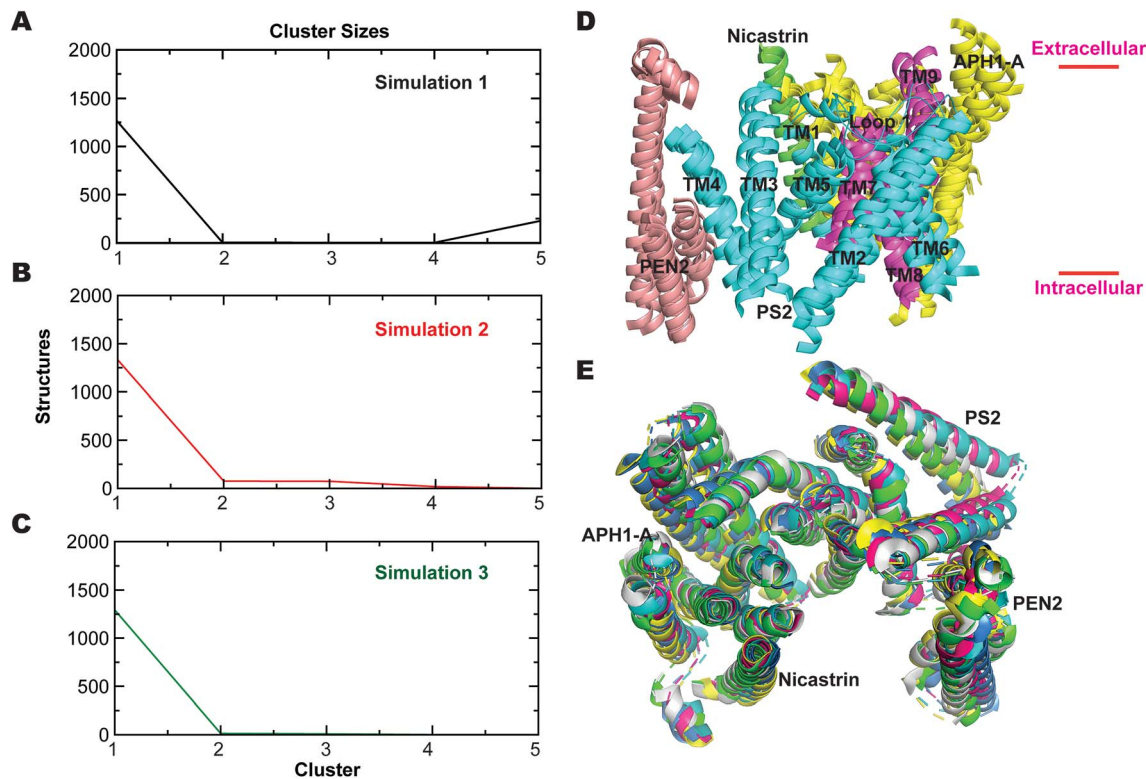 A
Cluster Sizes
2000
1500
1000
500
0
Simulation 1
1 2 3 4 5
B
2000
1500
1000
500
0
Simulation 2
1 2 3 4 5
Structures
C
2000
1500
1000
500
0
Simulation 3
1 2 3 4 5
Cluster
D
Nicastrin
APH1-A
Extracellular
TM9
Loop 1
TM1
TM4
TM3
TM5
TM7
PEN2
TM2
TM6
TM8
PS2
Intracellular
E
PS2
APH1-A
PEN2
Nicastrin